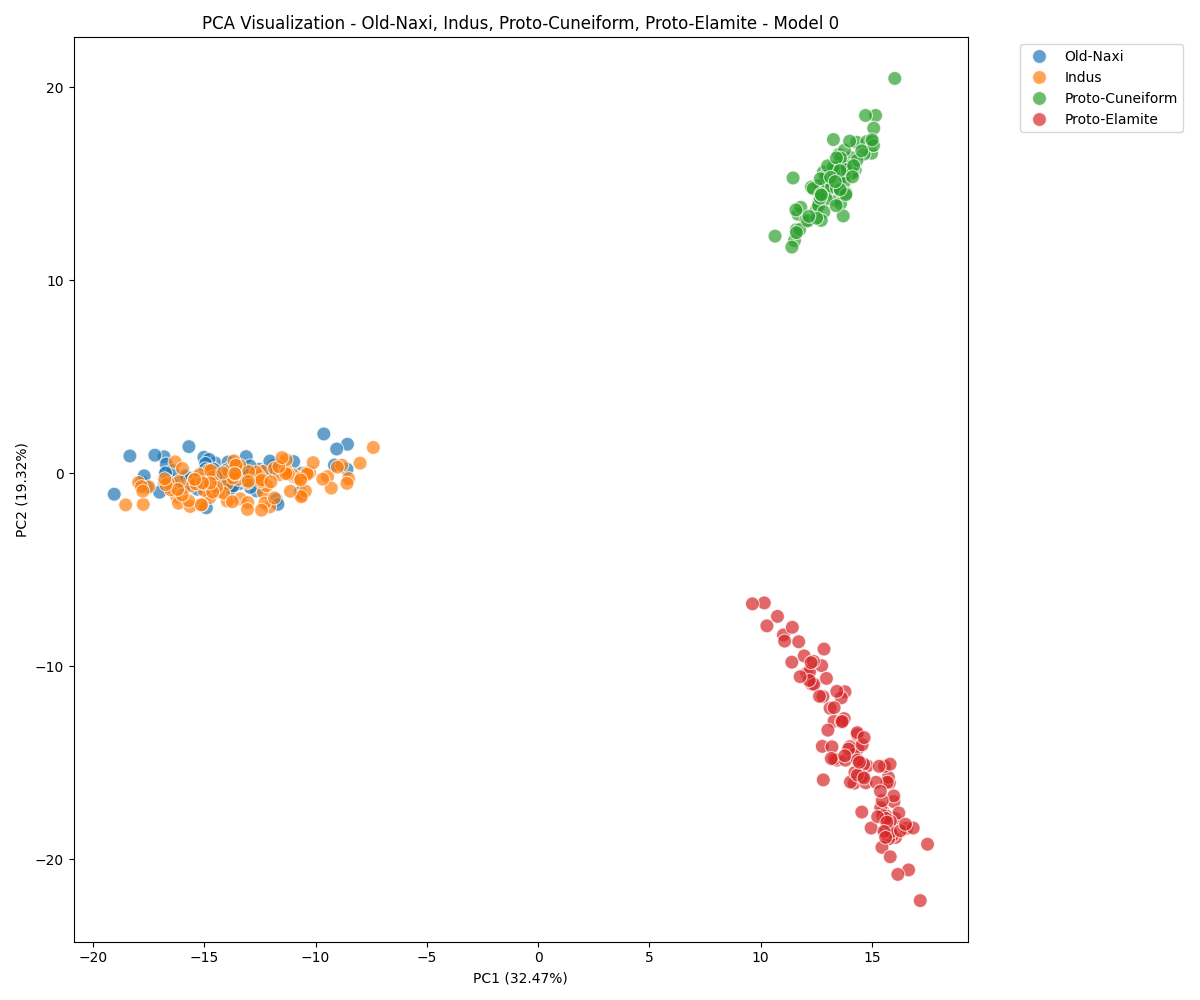 PCA Visualization - Old-Naxi, Indus, Proto-Cuneiform, Proto-Elamite - Model 0
Old-Naxi
Indus
Proto-Cuneiform
Proto-Elamite
PC2 (19.32%)
20
10
0
−10
−20
−20
−15
−10
−5
0
5
10
15
PC1 (32.47%)